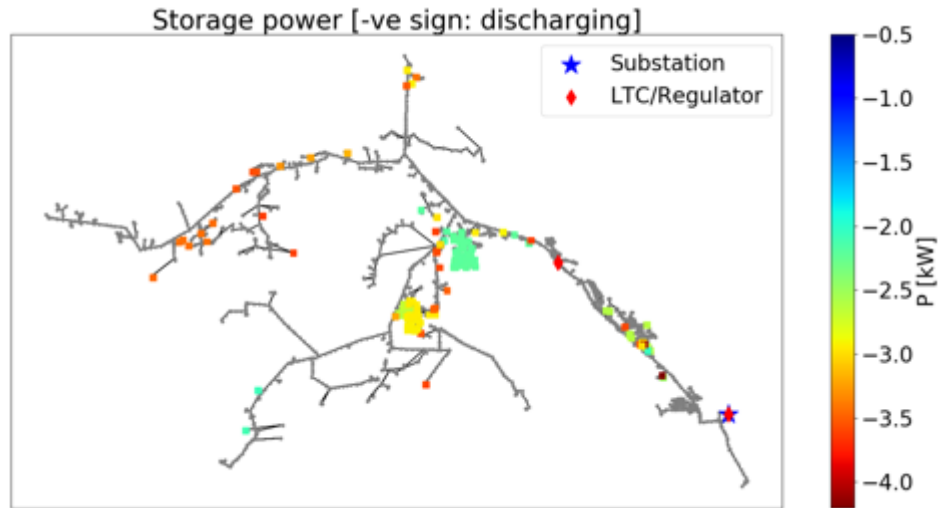 Storage power [-ve sign: discharging]
Substation
LTC/Regulator
−0.5
−1.0
−1.5
−2.0
−2.5
−3.0
−3.5
−4.0
P [kW]